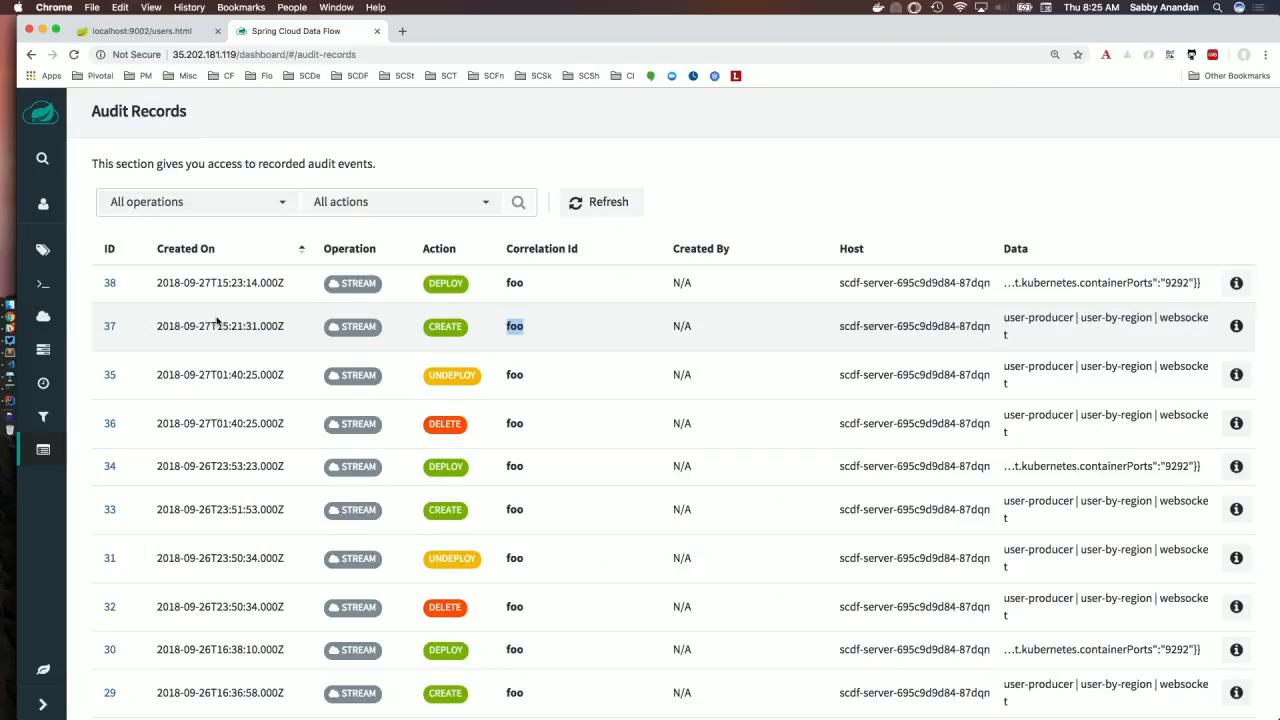 Chrome File Edit View History Bookmarks People Window Help Thu 8:25 AM Sabby Anandan
localhost:9002/users.html Spring Cloud Data Flow
Not Secure 35.202.181.119/dashboard/#/audit-records
Apps Pivotal PM Misc CF Flo SCDe SCDF SCSt SCT SCFn SCSk SCSh CI L Other Bookmarks
Audit Records
This section gives you access to recorded audit events.
All operations All actions Refresh
ID Created On Operation Action Correlation Id Created By Host Data
38 2018-09-27T15:23:14.000Z STREAM DEPLOY foo N/A scdf-server-695c9d9d84-87dqn ...t.kubernetes.containerPorts":"9292"}}
37 2018-09-27T15:21:31.000Z STREAM CREATE foo N/A scdf-server-695c9d9d84-87dqn user-producer | user-by-region | websocke
t
35 2018-09-27T01:40:25.000Z STREAM UNDEPLOY foo N/A scdf-server-695c9d9d84-87dqn user-producer | user-by-region | websocke
t
36 2018-09-27T01:40:25.000Z STREAM DELETE foo N/A scdf-server-695c9d9d84-87dqn user-producer | user-by-region | websocke
t
34 2018-09-26T23:53:23.000Z STREAM DEPLOY foo N/A scdf-server-695c9d9d84-87dqn ...t.kubernetes.containerPorts":"9292"}}
33 2018-09-26T23:51:53.000Z STREAM CREATE foo N/A scdf-server-695c9d9d84-87dqn user-producer | user-by-region | websocke
t
31 2018-09-26T23:50:34.000Z STREAM UNDEPLOY foo N/A scdf-server-695c9d9d84-87dqn user-producer | user-by-region | websocke
t
32 2018-09-26T23:50:34.000Z STREAM DELETE foo N/A scdf-server-695c9d9d84-87dqn user-producer | user-by-region | websocke
t
30 2018-09-26T16:38:10.000Z STREAM DEPLOY foo N/A scdf-server-695c9d9d84-87dqn ...t.kubernetes.containerPorts":"9292"}}
29 2018-09-26T16:36:58.000Z STREAM CREATE foo N/A scdf-server-695c9d9d84-87dqn user-producer | user-by-region | websocke
t